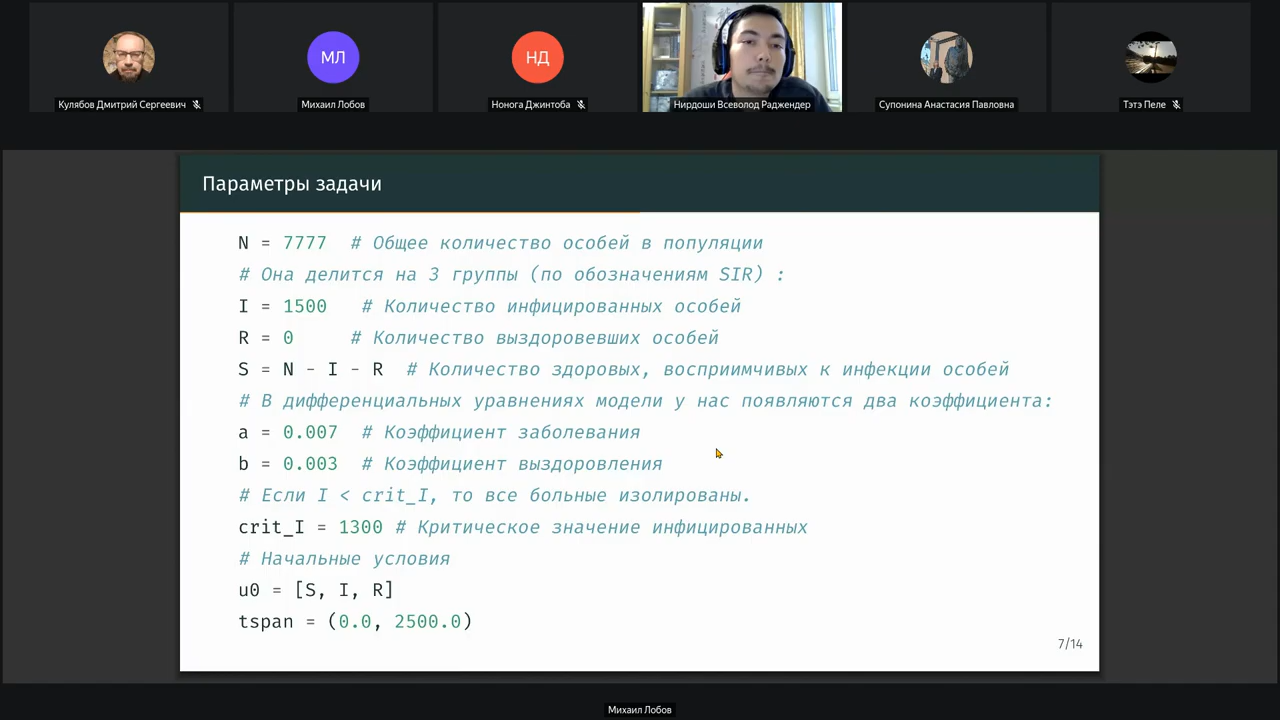 МЛ
НД
Кулябов Дмитрий Сергеевич
Михаил Лобов
Нонога Джинтоба
Нирдоши Всеволод Раджендер
Супонина Анастасия Павловна
Тэтэ Пеле
Параметры задачи
N = 7777 # Общее количество особей в популяции
# Она делится на 3 группы (по обозначениям SIR) :
I = 1500 # Количество инфицированных особей
R = 0 # Количество выздоровевших особей
S = N - I - R # Количество здоровых, восприимчивых к инфекции особей
# В дифференциальных уравнениях модели у нас появляются два коэффициента:
a = 0.007 # Коэффициент заболевания
b = 0.003 # Коэффициент выздоровления
# Если I < crit_I, то все больные изолированы.
crit_I = 1300 # Критическое значение инфицированных
# Начальные условия
u0 = [S, I, R]
tspan = (0.0, 2500.0)
7/14
Михаил Лобов